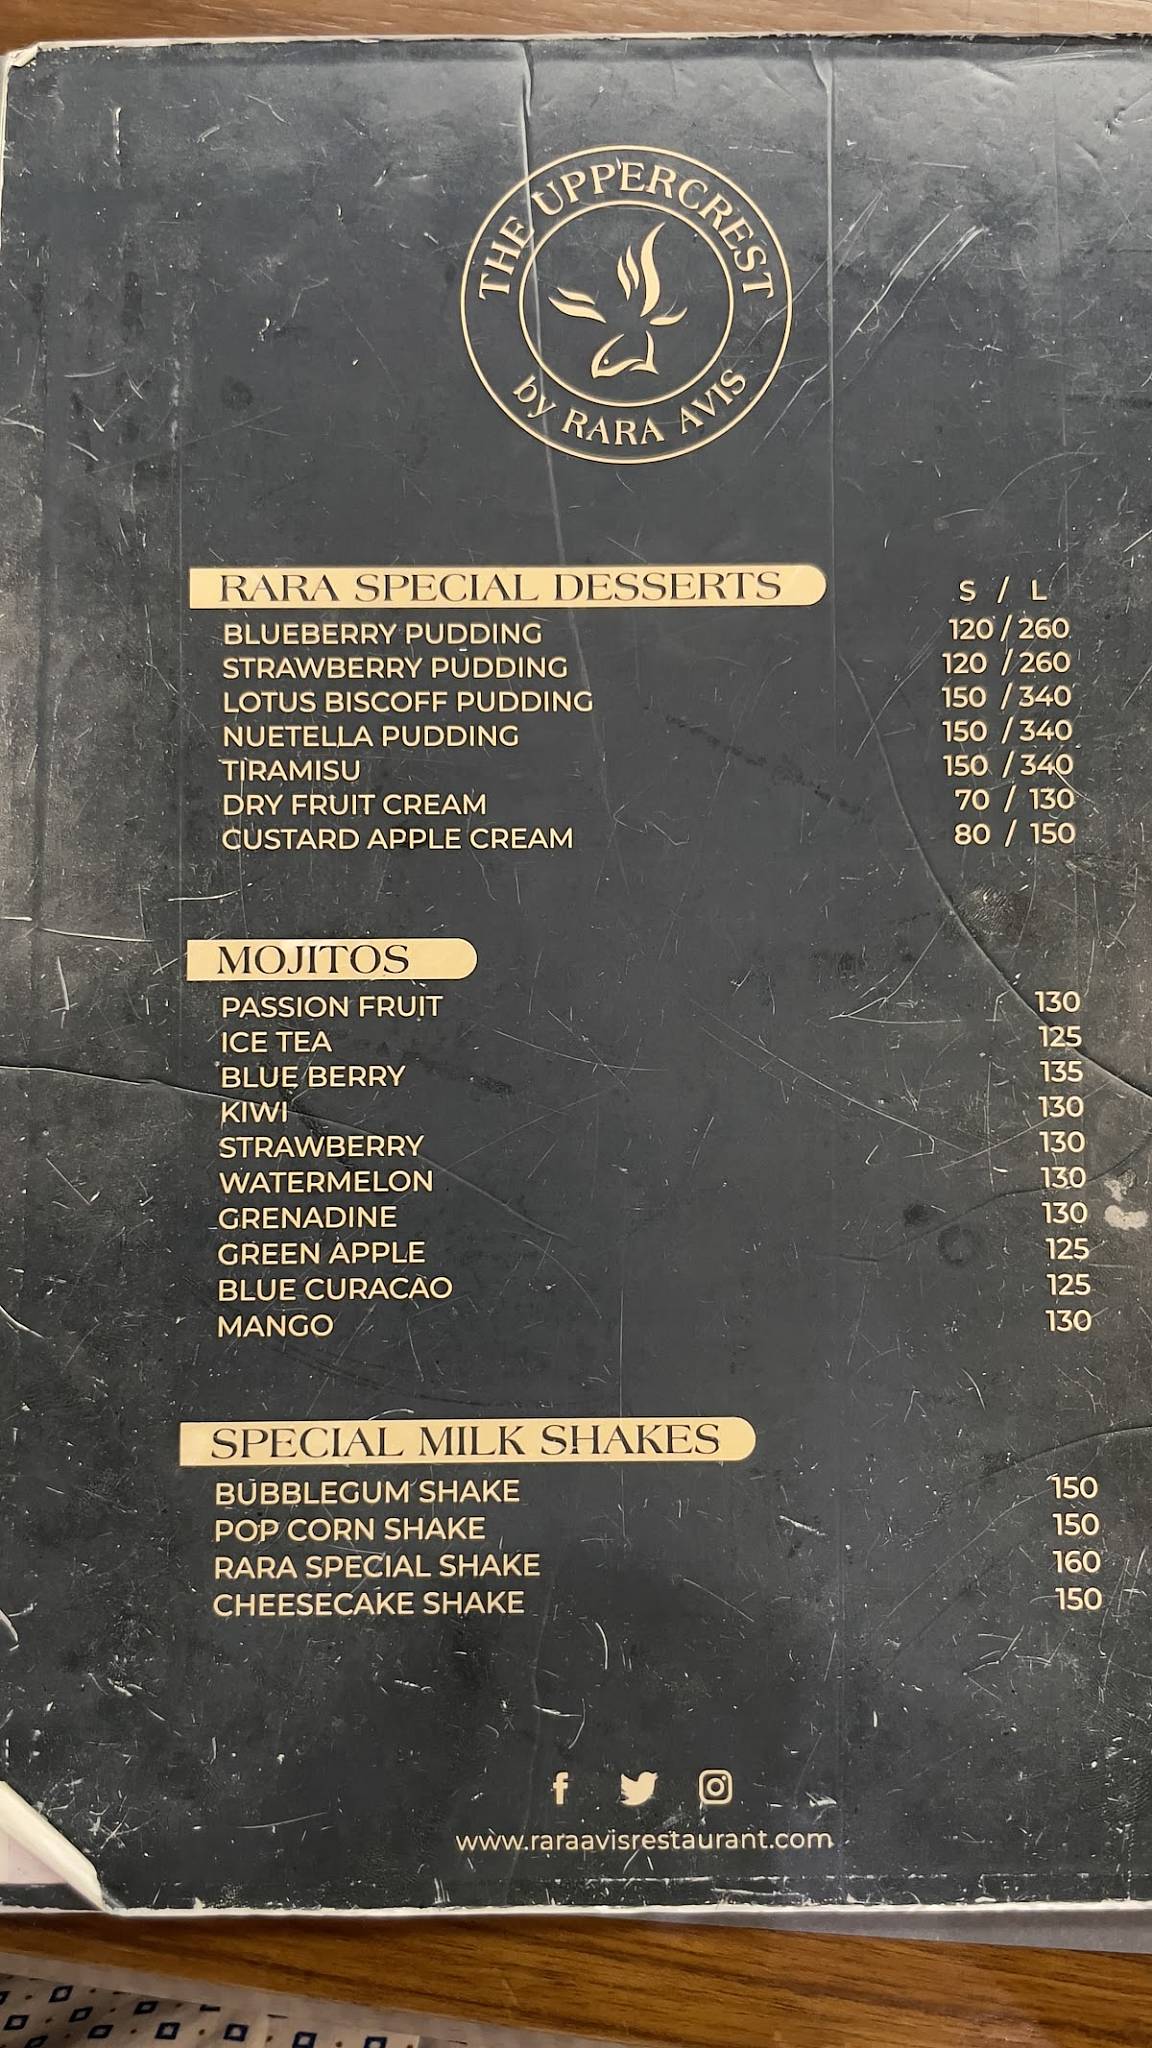 THE UPPERCREST
by RARA AVIS
RARA SPECIAL DESSERTS S / L
BLUEBERRY PUDDING 120 / 260
STRAWBERRY PUDDING 120 / 260
LOTUS BISCOFF PUDDING 150 / 340
NUETELLA PUDDING 150 / 340
TIRAMISU 150 / 340
DRY FRUIT CREAM 70 / 130
CUSTARD APPLE CREAM 80 / 150
MOJITOS
PASSION FRUIT 130
ICE TEA 125
BLUE BERRY 135
KIWI 130
STRAWBERRY 130
WATERMELON 130
GRENADINE 130
GREEN APPLE 125
BLUE CURACAO 125
MANGO 130
SPECIAL MILK SHAKES
BUBBLEGUM SHAKE 150
POP CORN SHAKE 150
RARA SPECIAL SHAKE 160
CHEESECAKE SHAKE 150
www.raraavisrestaurant.com